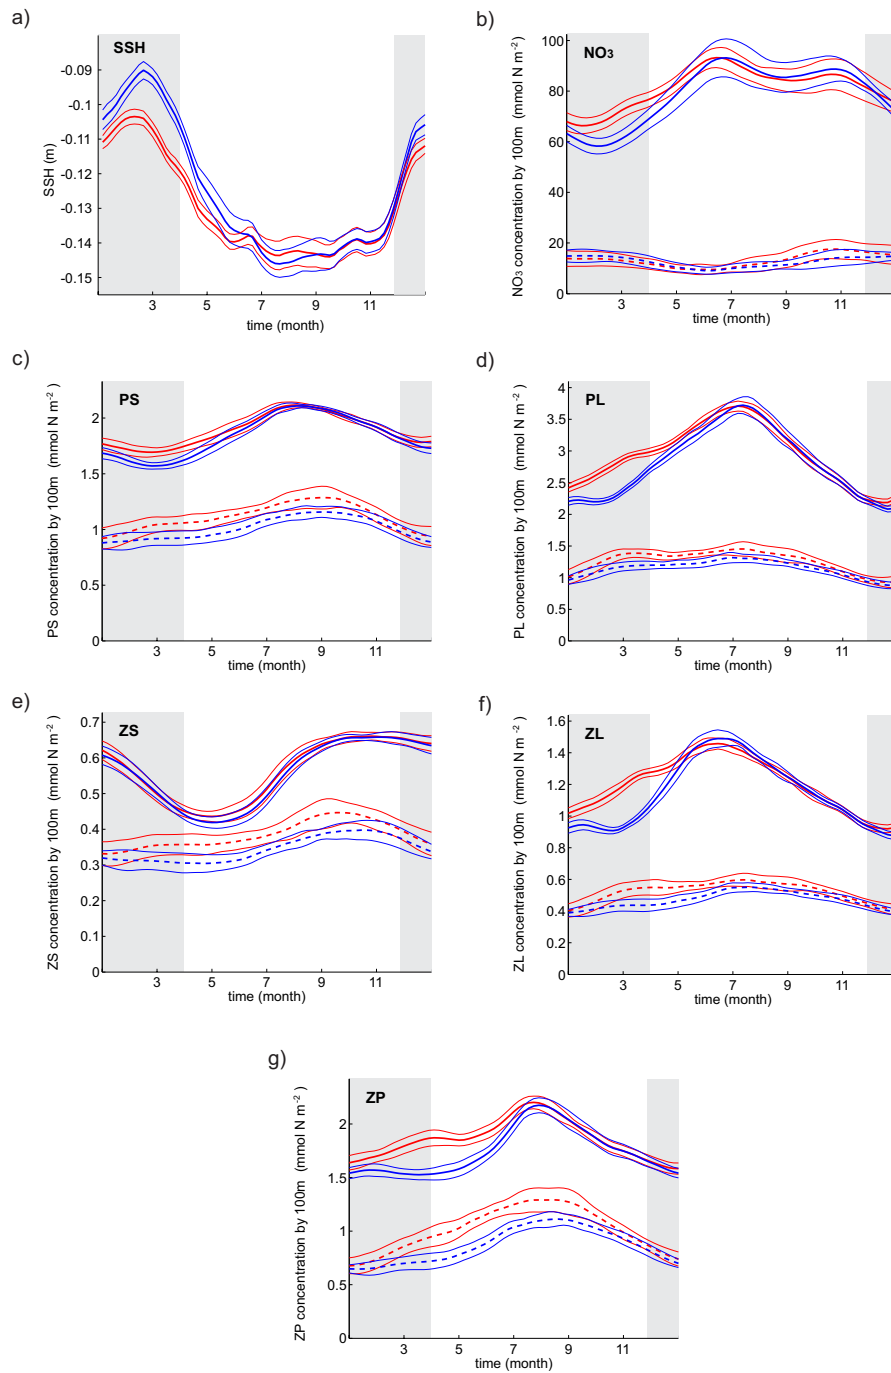 a)
SSH
-0.09
-0.1
-0.11
-0.12
-0.13
-0.14
-0.15
SSH (m)
3 5 7 9 11
time (month)
b)
NO3
100
80
60
40
20
0
NO3 concentration by 100m (mmol N m-2)
3 5 7 9 11
time (month)
c)
PS
2
1.5
1
0.5
0
PS concentration by 100m (mmol N m-2)
3 5 7 9 11
time (month)
d)
PL
4
3.5
3
2.5
2
1.5
1
0.5
0
PL concentration by 100m (mmol N m-2)
3 5 7 9 11
time (month)
e)
ZS
0.7
0.6
0.5
0.4
0.3
0.2
0.1
0
ZS concentration by 100m (mmol N m-2)
3 5 7 9 11
time (month)
f)
ZL
1.6
1.4
1.2
1
0.8
0.6
0.4
0.2
0
ZL concentration by 100m (mmol N m-2)
3 5 7 9 11
time (month)
g)
ZP
2
1.5
1
0.5
0
ZP concentration by 100m (mmol N m-2)
3 5 7 9 11
time (month)